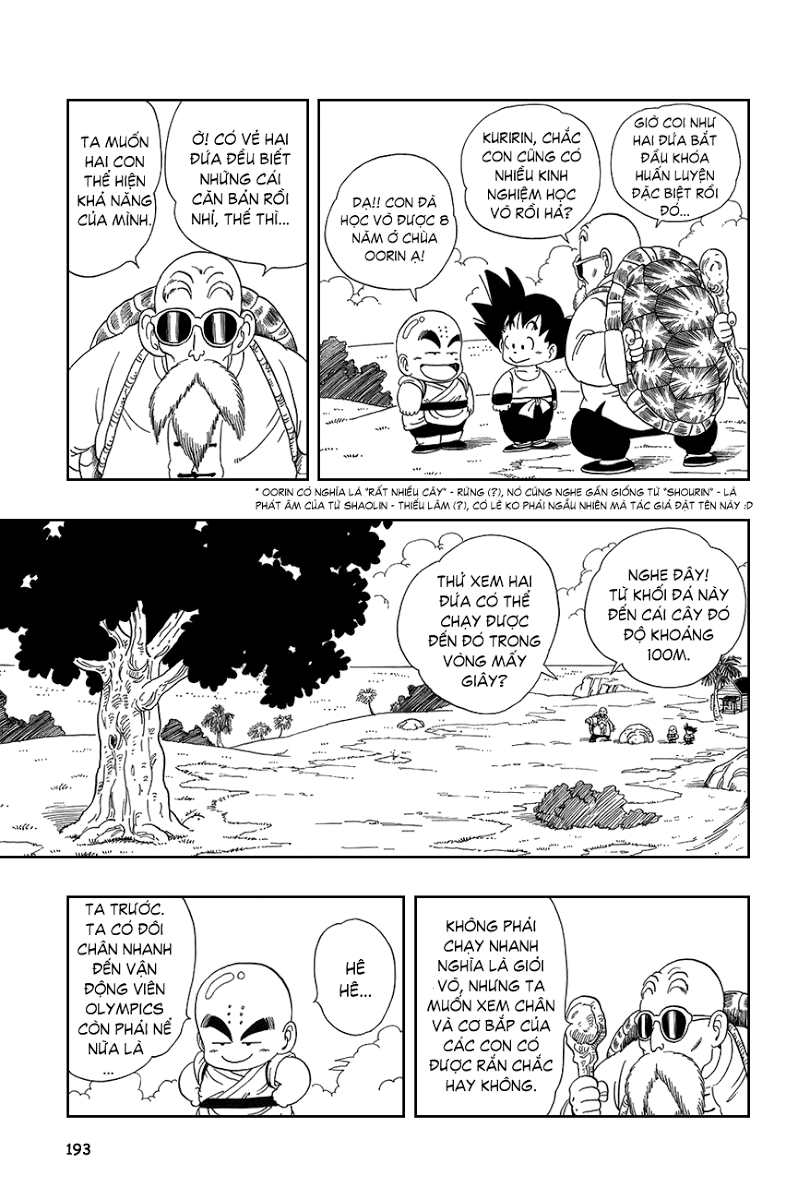 GIỜ COI NHƯ
HAI ĐỨA BẮT
ĐẦU KHÓA
HUẤN LUYỆN
ĐẶC BIỆT RỒI
ĐÓ...
KURIRIN, CHẮC
CON CŨNG CÓ
NHIỀU KINH
NGHIỆM HỌC
VÕ RỒI HẢ?
DẠ!! CON ĐÃ
HỌC VÕ ĐƯỢC 8
NĂM Ở CHÙA
OORIN Ạ!
Ờ! CÓ VẺ HAI
ĐỨA ĐỀU BIẾT
NHỮNG CÁI
CĂN BẢN RỒI
NHỈ, THẾ THÌ...
TA MUỐN
HAI CON
THỂ HIỆN
KHẢ NĂNG
CỦA MÌNH.
* OORIN CÓ NGHĨA LÀ "RẤT NHIỀU CÂY" - RỪNG (?), NÓ CŨNG NGHE GẦN GIỐNG TỪ "SHOURIN" - LÀ
PHÁT ÂM CỦA TỪ SHAOLIN - THIẾU LÂM (?), CÓ LẼ KO PHẢI NGẪU NHIÊN MÀ TÁC GIẢ ĐẶT TÊN NÀY :D
NGHE ĐÂY!
TỪ KHỐI ĐÁ NÀY
ĐẾN CÁI CÂY ĐÓ
ĐỘ KHOẢNG
100M.
THỬ XEM HAI
ĐỨA CÓ THỂ
CHẠY ĐƯỢC
ĐẾN ĐÓ TRONG
VÒNG MẤY
GIÂY?
KHÔNG PHẢI
CHẠY NHANH
NGHĨA LÀ GIỎI
VÕ, NHƯNG TA
MUỐN XEM CHÂN
VÀ CƠ BẮP CỦA
CÁC CON CÓ
ĐƯỢC RẮN CHẮC
HAY KHÔNG.
HÊ
HÊ...
TA TRƯỚC.
TA CÓ ĐÔI
CHÂN NHANH
ĐẾN VẬN
ĐỘNG VIÊN
OLYMPICS
CÒN PHẢI NỂ
NỮA LÀ
...
193